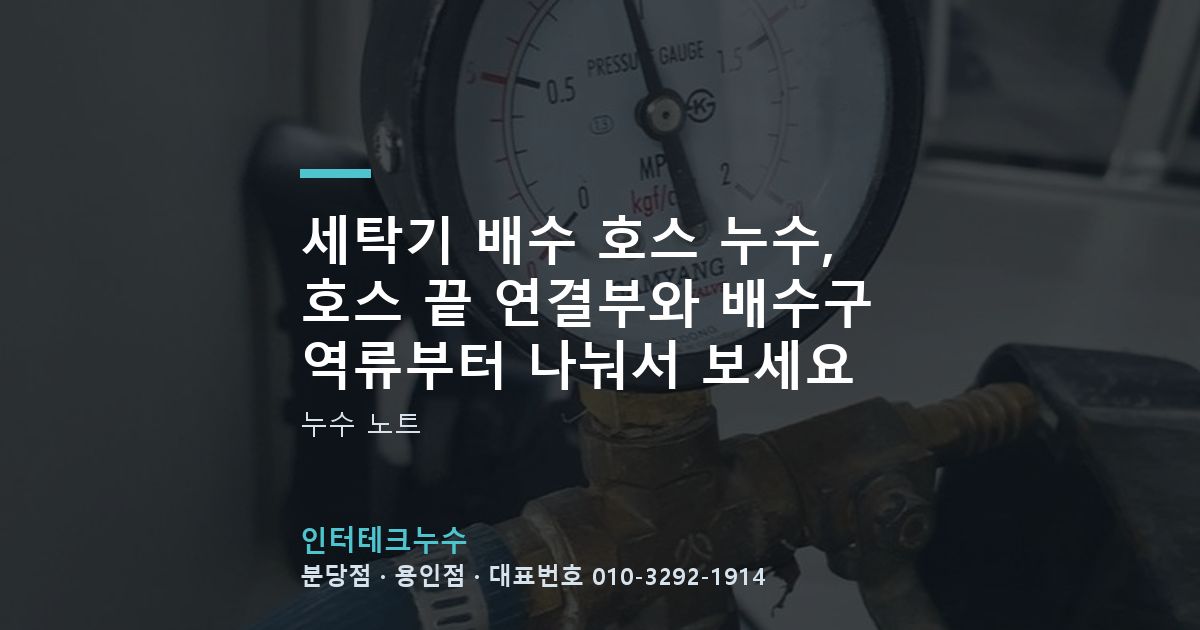 PRESSURE GAUGE
0.5
1.5
2
0
세탁기 배수 호스 누수,
호스 끝 연결부와 배수구
역류부터 나눠서 보세요
누수 노트
인터테크누수
분당점 · 용인점 · 대표번호 010-3292-1914